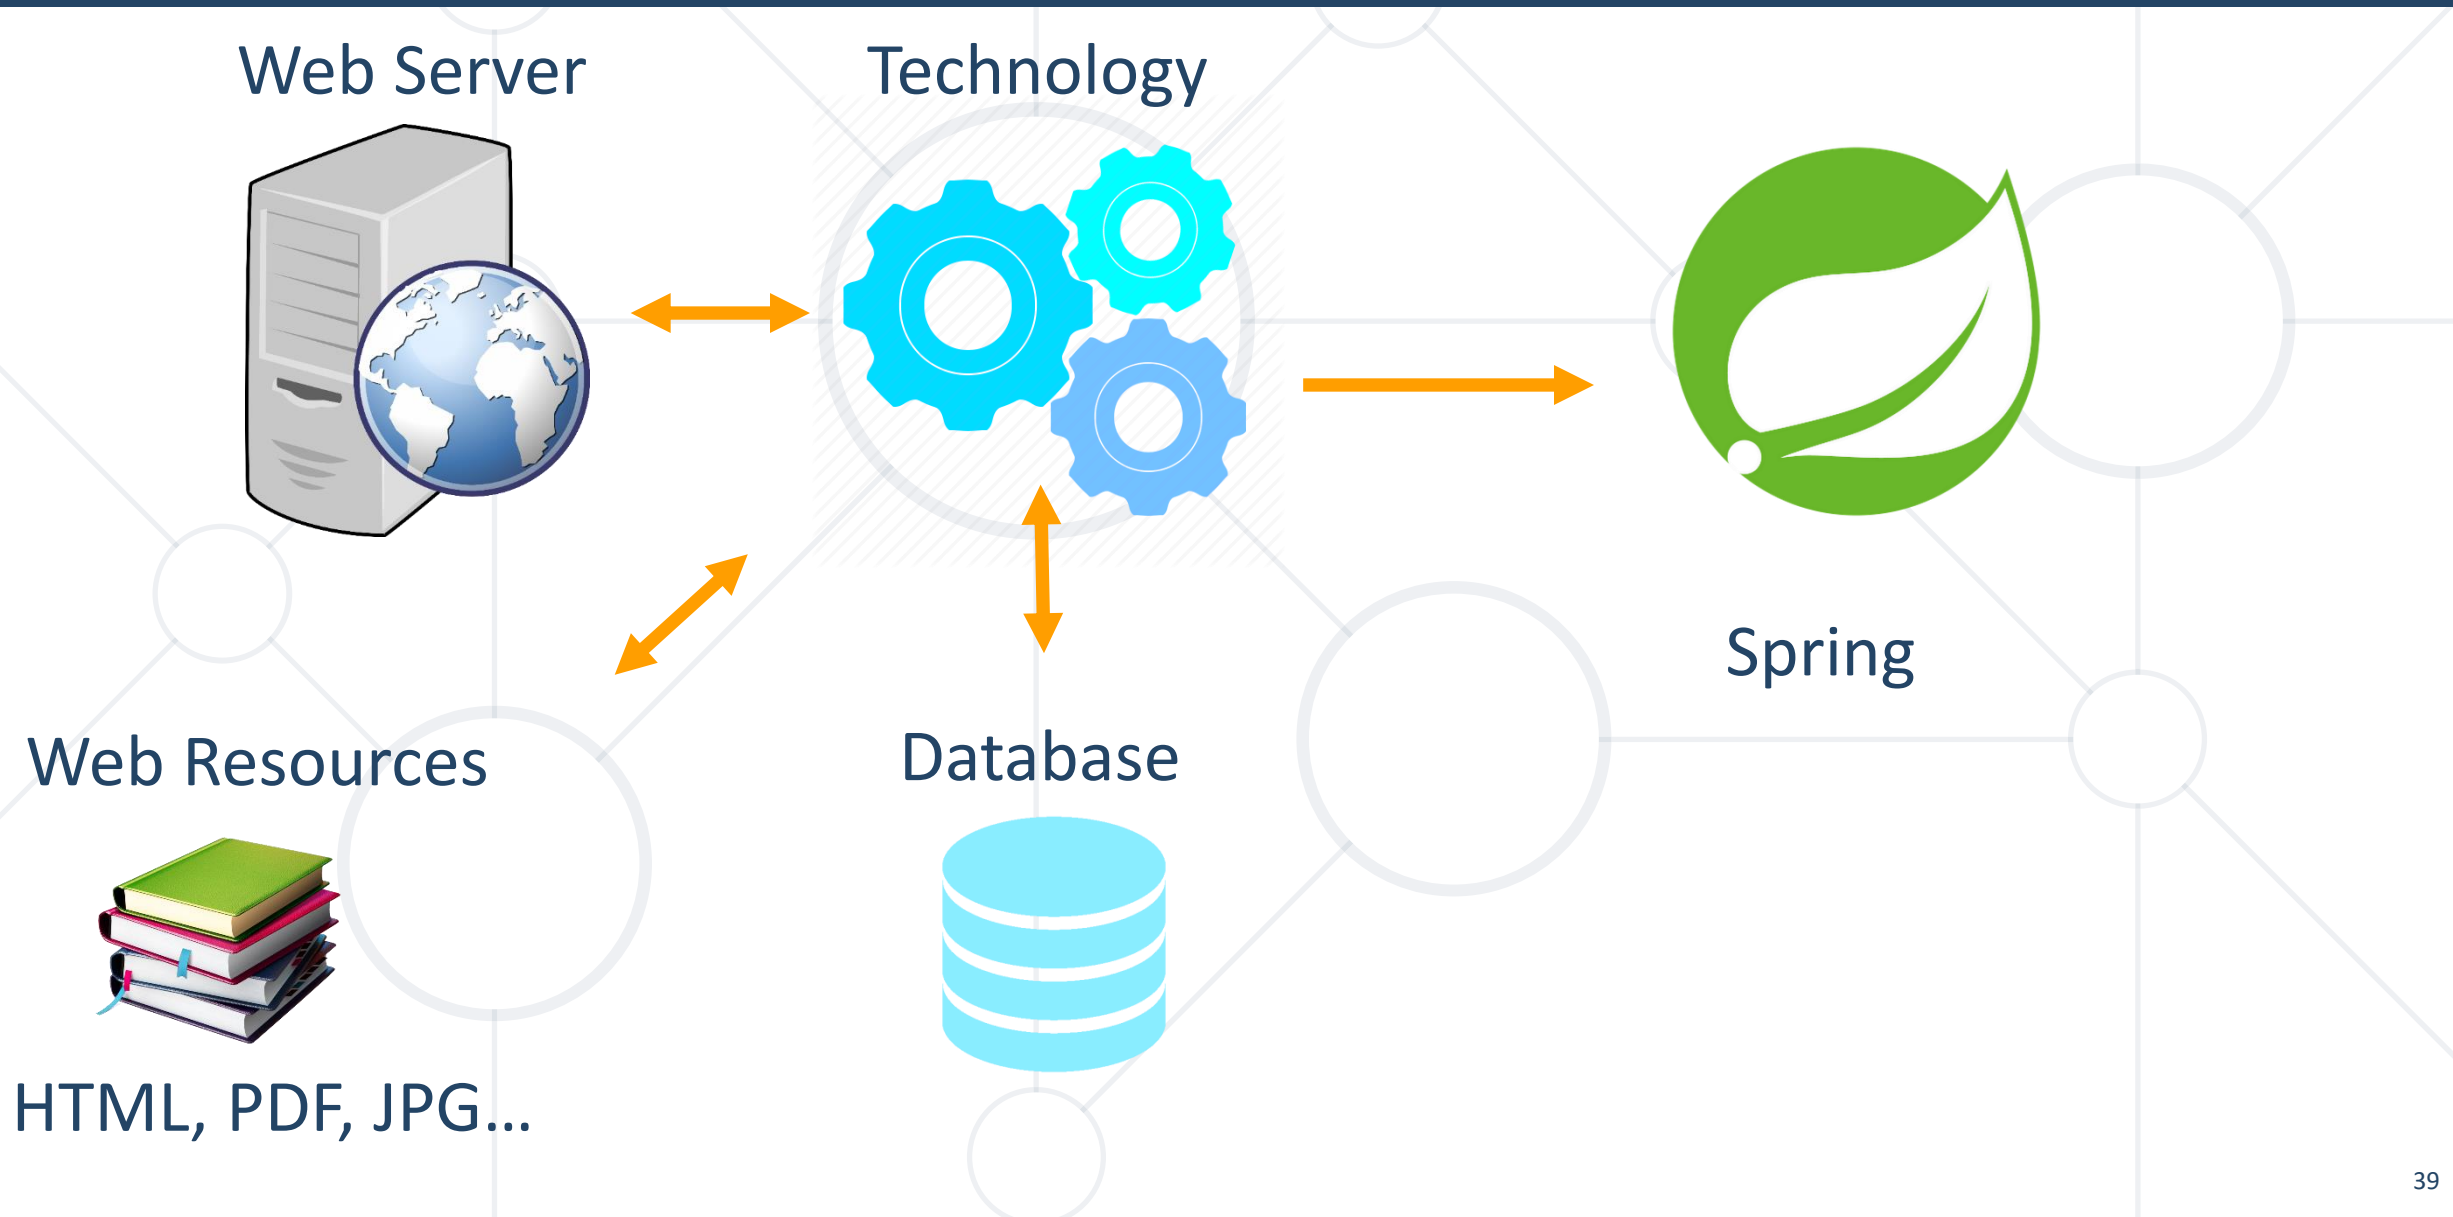 Web Server
Technology
Spring
Web Resources
Database
HTML, PDF, JPG...
39